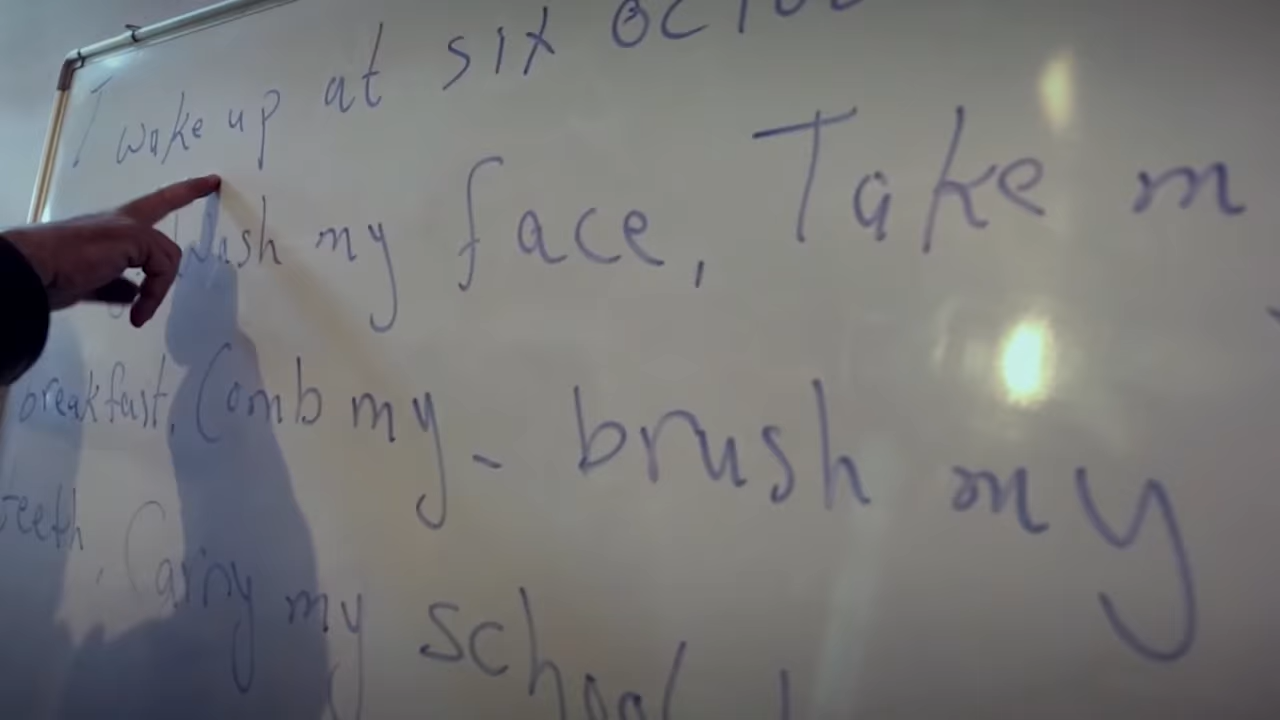 I wake up at six
Wash my face, Take
breakfast. Comb my - brush my
teeth. Carry my school